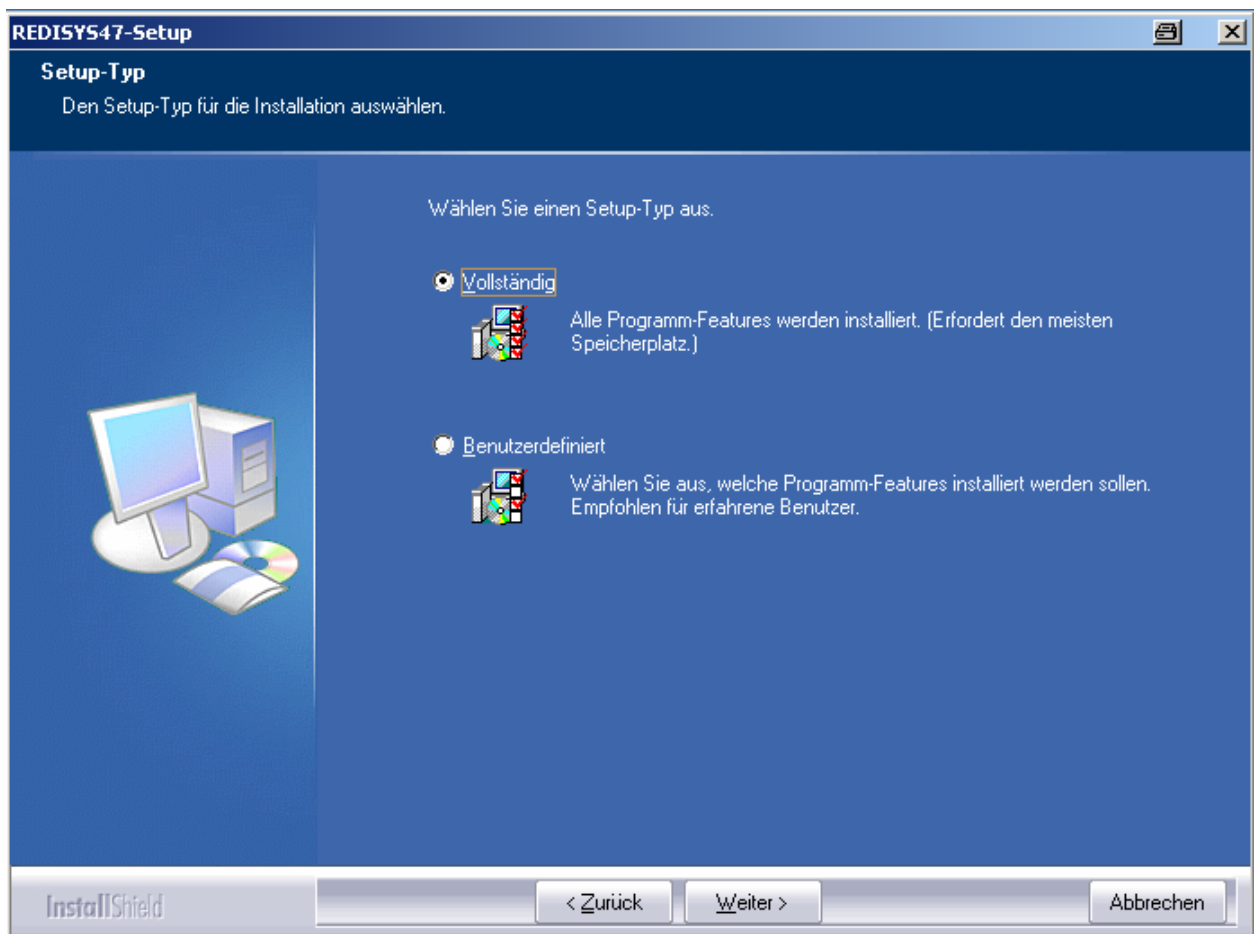 REDISYS47-Setup
Setup-Typ
Den Setup-Typ für die Installation auswählen.
Wählen Sie einen Setup-Typ aus.
Vollständig
Alle Programm-Features werden installiert. (Erfordert den meisten
Speicherplatz.)
Benutzerdefiniert
Wählen Sie aus, welche Programm-Features installiert werden sollen.
Empfohlen für erfahrene Benutzer.
InstallShield
< Zurück
Weiter >
Abbrechen